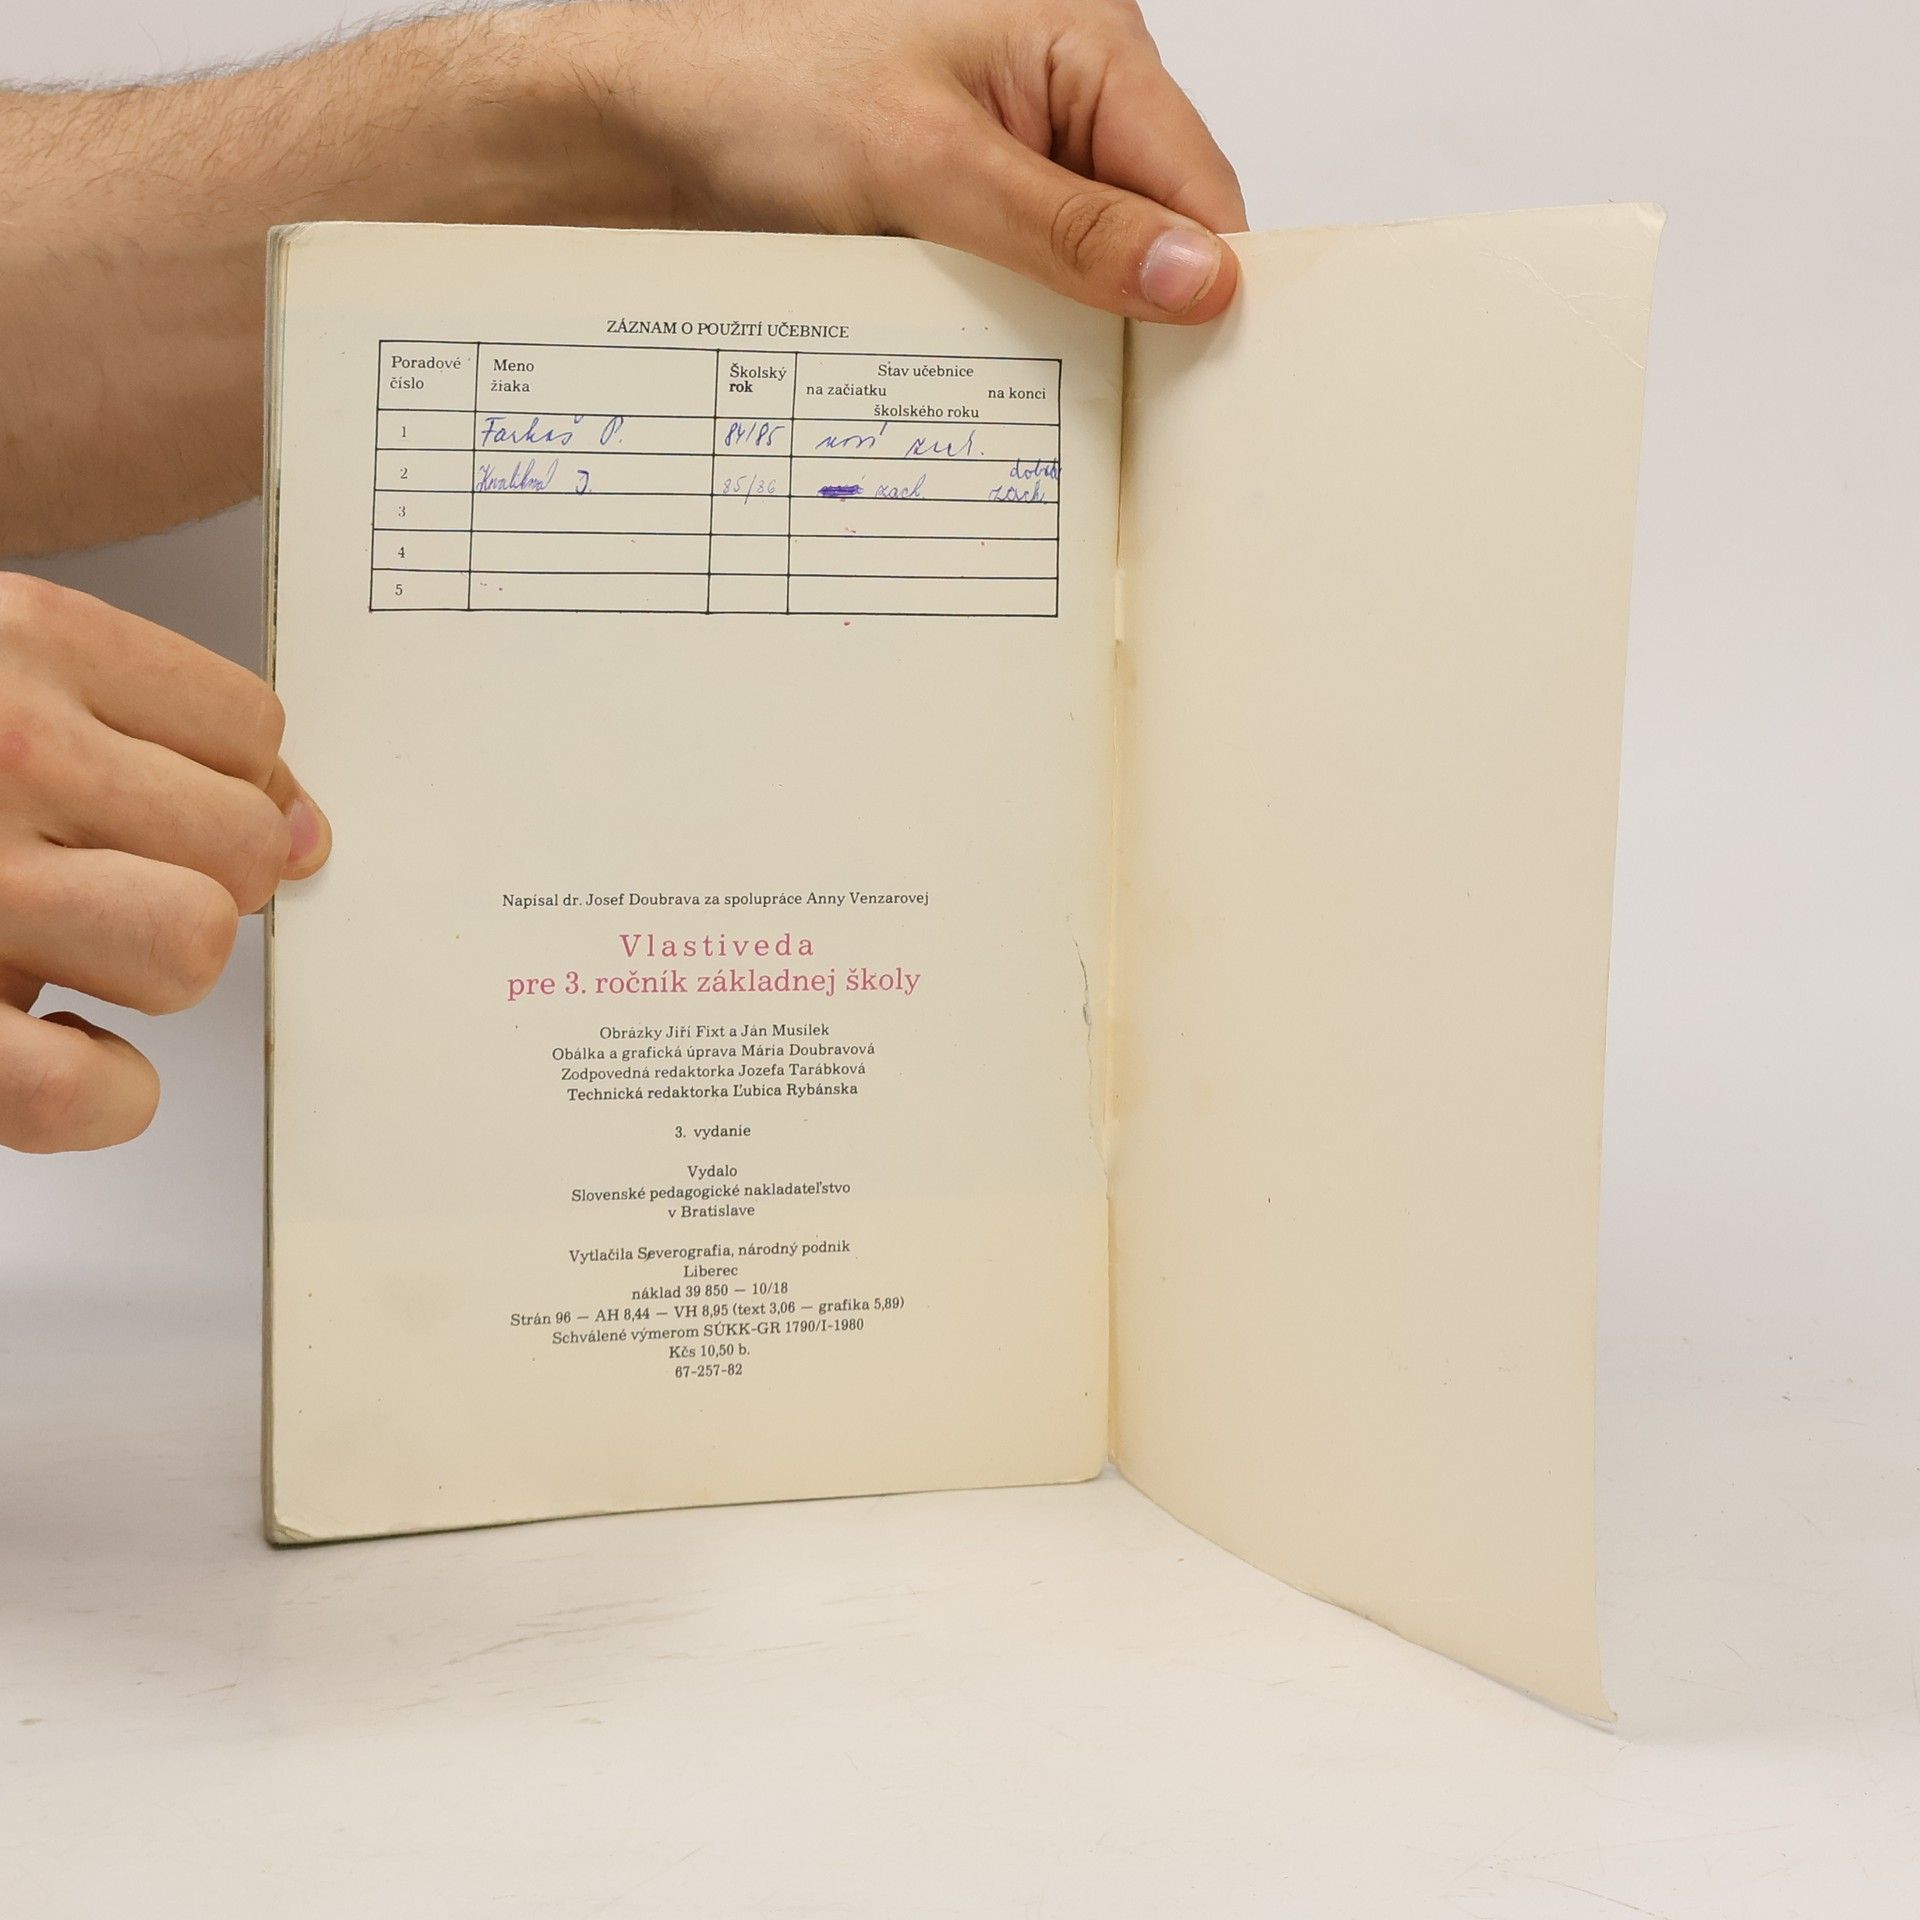 ZÁZNAM O POUŽITÍ UČEBNICE
Poradové číslo Meno žiaka Školský rok Stav učebnice na začiatku na konci školského roku
1 Farkaš P. 84/85
2 J. 85/86 zach. dobre zach.
3
4
5
Napísal dr. Josef Doubrava za spolupráce Anny Venzarovej
Vlastiveda
pre 3. ročník základnej školy
Obrázky Jiří Fixt a Ján Musílek
Obálka a grafická úprava Mária Doubravová
Zodpovedná redaktorka Jozefa Tarábková
Technická redaktorka Ľubica Rybánska
3. vydanie
Vydalo
Slovenské pedagogické nakladateľstvo
v Bratislave
Vytlačila Severografia, národný podnik
Liberec
náklad 39 850 — 10/18
Strán 96 — AH 8,44 — VH 8,95 (text 3,06 — grafika 5,89)
Schválené výmerom SÚKK-GR 1790/I-1980
Kčs 10,50 b.
67-257-82